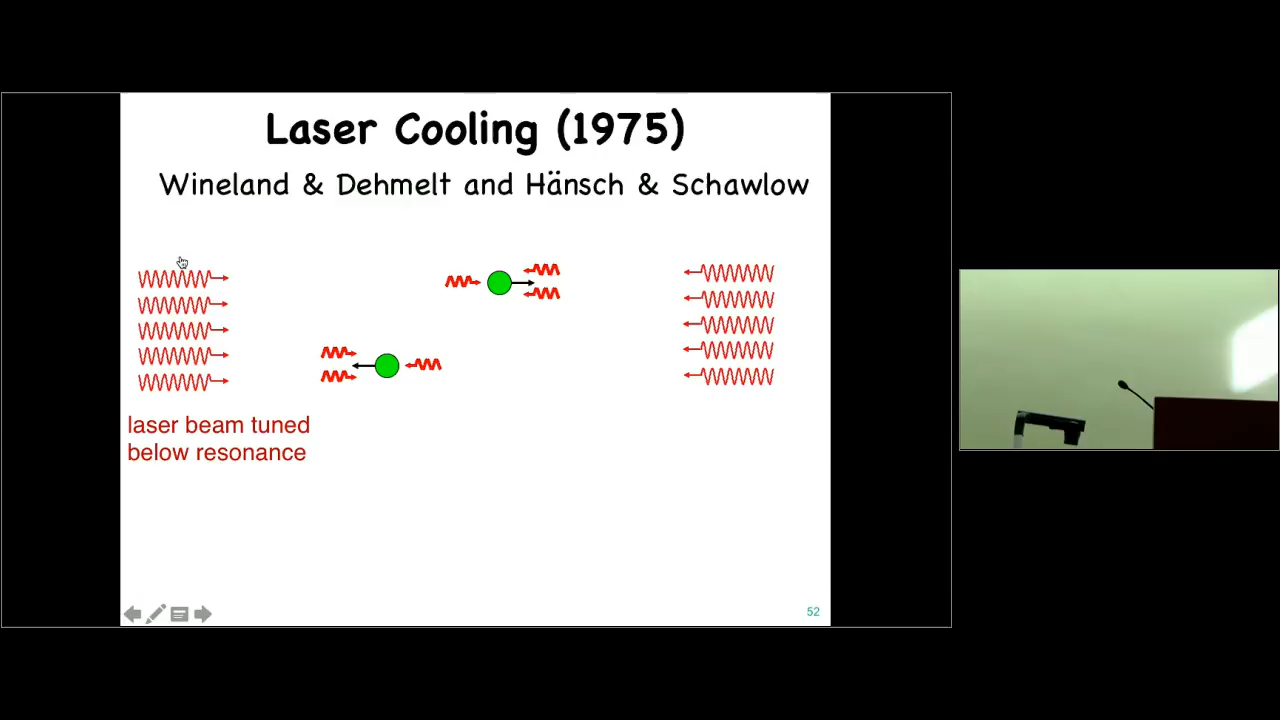 Laser Cooling (1975)
Wineland & Dehmelt and Hänsch & Schawlow
laser beam tuned
below resonance
52